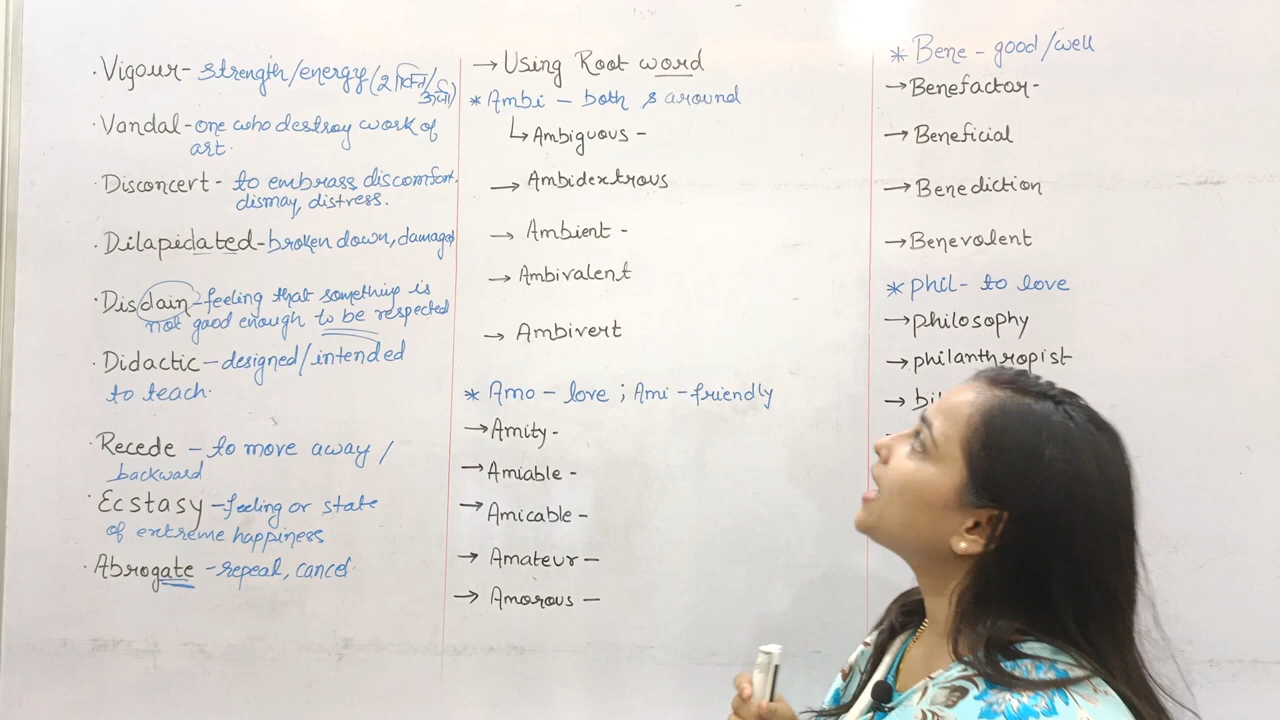 · Vigour - strength/energy (शक्ति/
ऊर्जा)
· Vandal - one who destroy work of
art.
· Disconcert - to embrass discomfort,
dismay, distress.
· Dilapidated - broken down, damaged
· Disdain - feeling that something is
not good enough to be respected
· Didactic - designed/intended
to teach.
· Recede - to move away /
backward
· Ecstasy - feeling or state
of extreme happiness
· Abrogate - repeal, cancel.
→ Using Root word
* Ambi - both & around
↳ Ambiguous -
→ Ambidextrous
→ Ambient -
→ Ambivalent
→ Ambivert
* Amo - love ; Ami - friendly
→ Amity -
→ Amiable -
→ Amicable -
→ Amateur -
→ Amorous -
* Bene - good/well
→ Benefactor -
→ Beneficial
→ Benediction
→ Benevolent
* phil - to love
→ philosophy
→ philanthropist